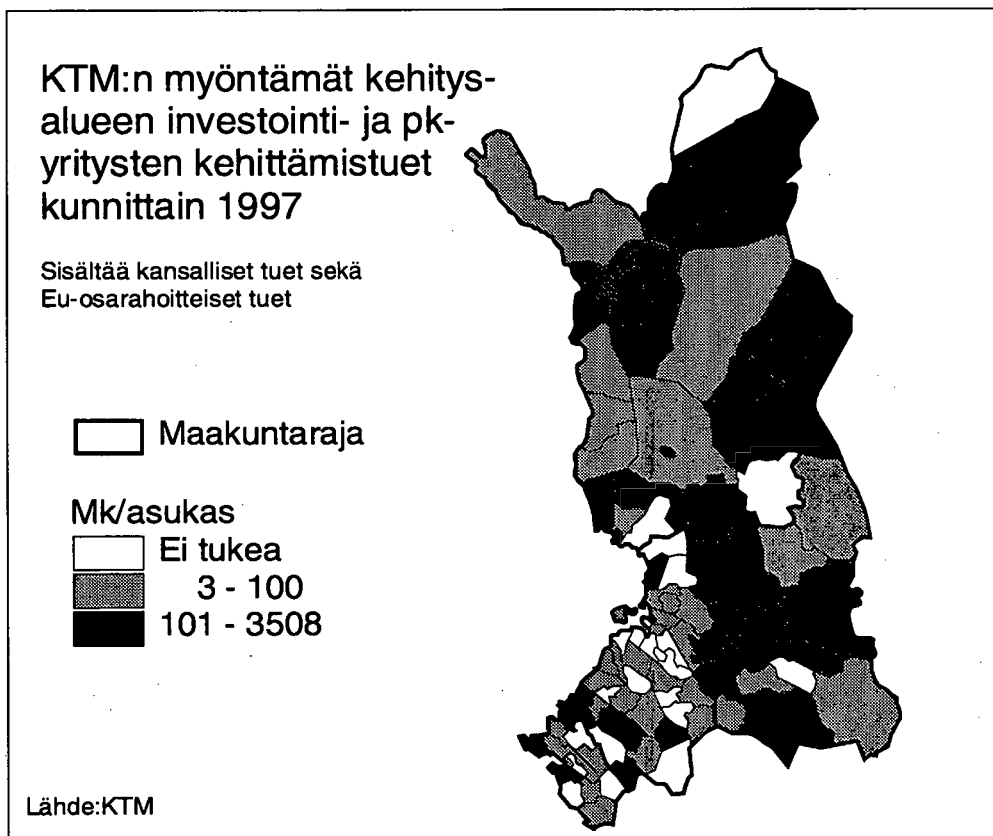 KTM:n myöntämät kehitys-
alueen investointi- ja pk-
yritysten kehittämistuet
kunnittain 1997
Sisältää kansalliset tuet sekä
Eu-osarahoitteiset tuet
Maakuntaraja
Mk/asukas
Ei tukea
3 - 100
101 - 3508
Lähde:KTM